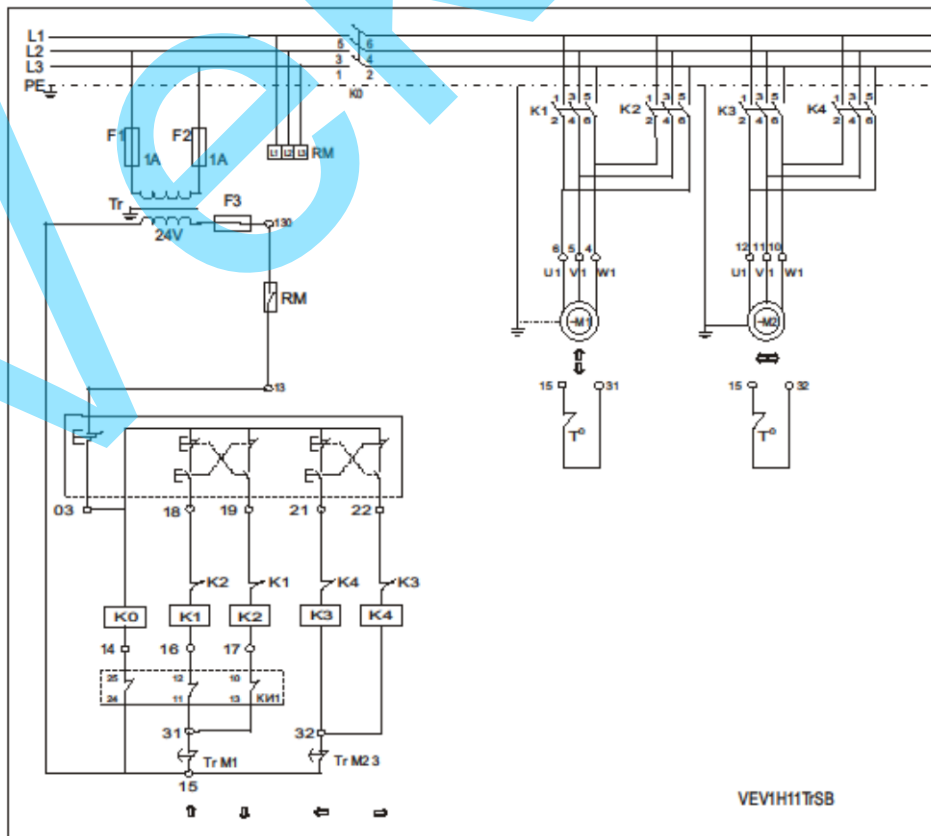 L1
L2
L3
PE
5 6
3 4
1 2
K0
F1
1A
F2
1A
L1 L2 L3 RM
Tr
24V
F3
130
RM
13
K1
1 3 5
2 4 6
K2
1 3 5
2 4 6
K3
1 3 5
2 4 6
K4
1 3 5
2 4 6
6 5 4
U1 V1 W1
~M1
12 11 10
U1 V1 W1
~M2
15 31
T°
15 32
T°
03 18 19 21 22
K2 K1 K4 K3
K0 K1 K2 K3 K4
14 16 17
25 12 10
24 11 13 КИ1
31 32
Tr M1 Tr M2 3
15
VEV1H11TrSB